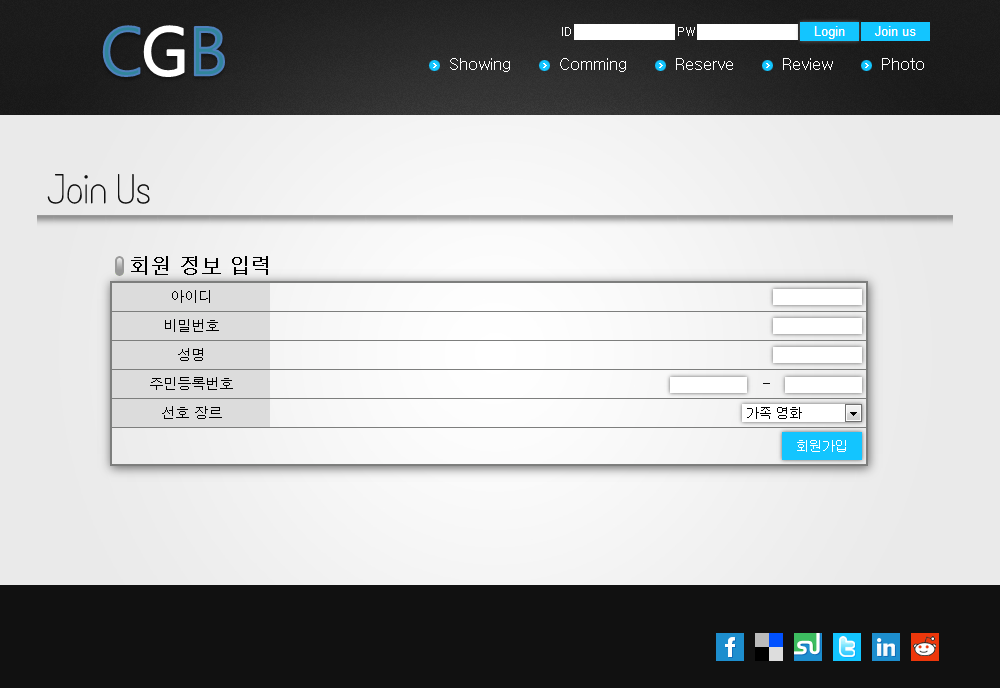 CGB
ID PW Login Join us
Showing Comming Reserve Review Photo
Join Us
회원 정보 입력
아이디
비밀번호
성명
주민등록번호 -
선호 장르 가족 영화
회원가입